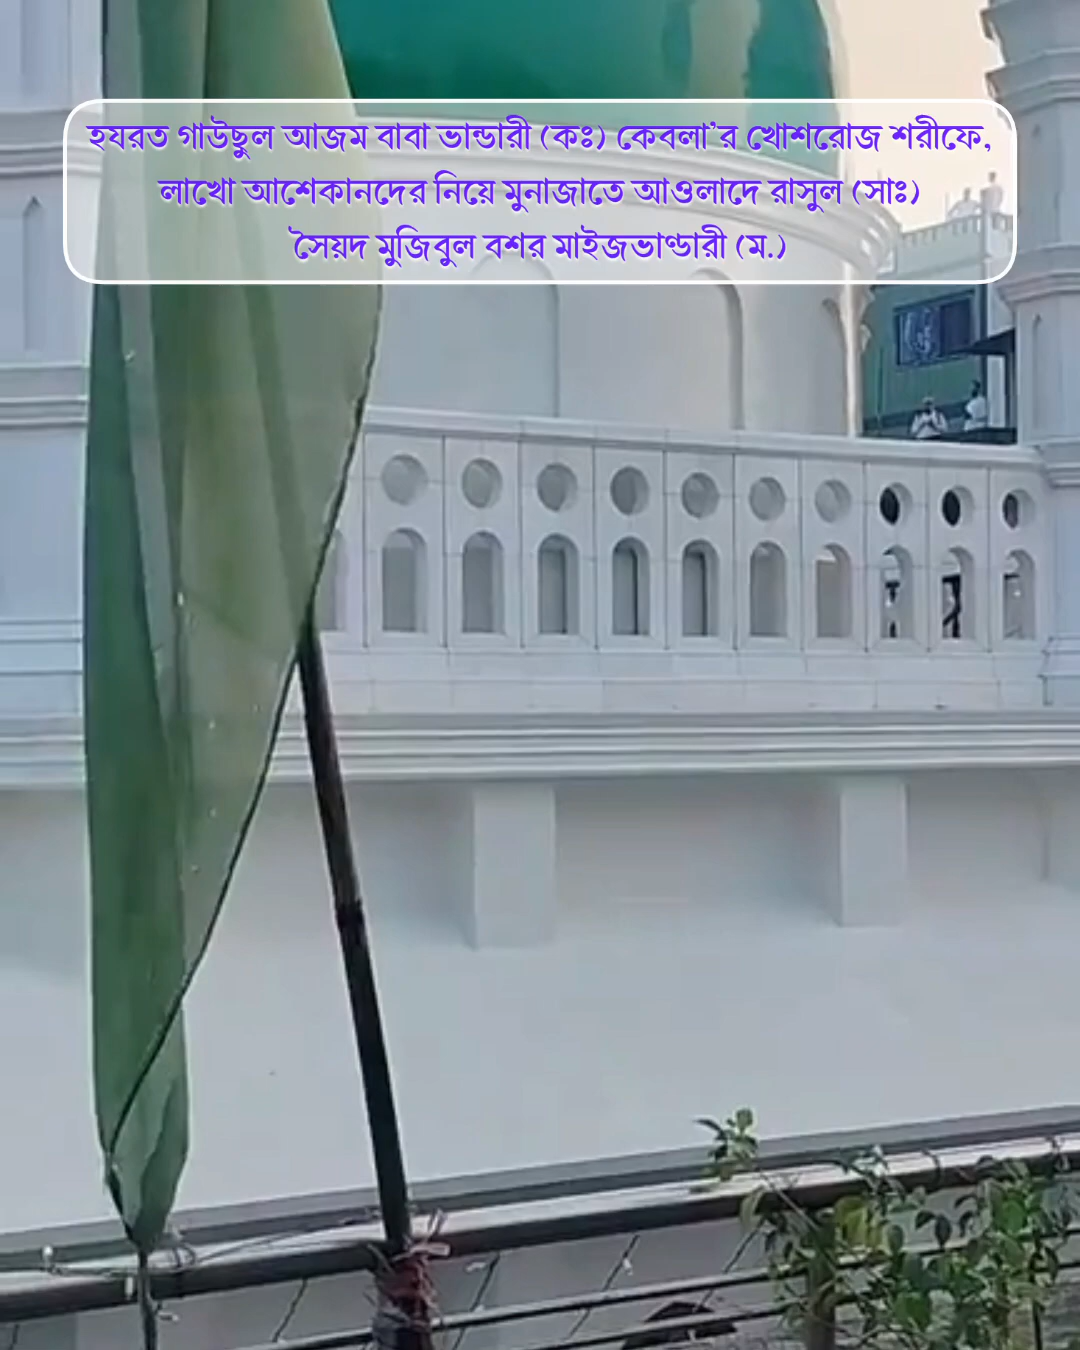 হযরত গাউছুল আজম বাবা ভান্ডারী (কঃ) কেবলা’র খোশরোজ শরীফে,
লাখো আশেকানদের নিয়ে মুনাজাতে আওলাদে রাসুল (সাঃ)
সৈয়দ মুজিবুল বশর মাইজভাণ্ডারী (ম.)